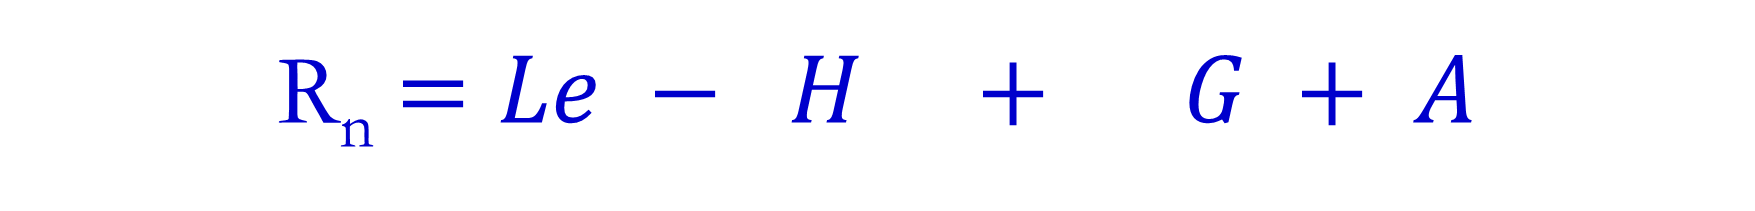 Rₙ = Le − H + G + A